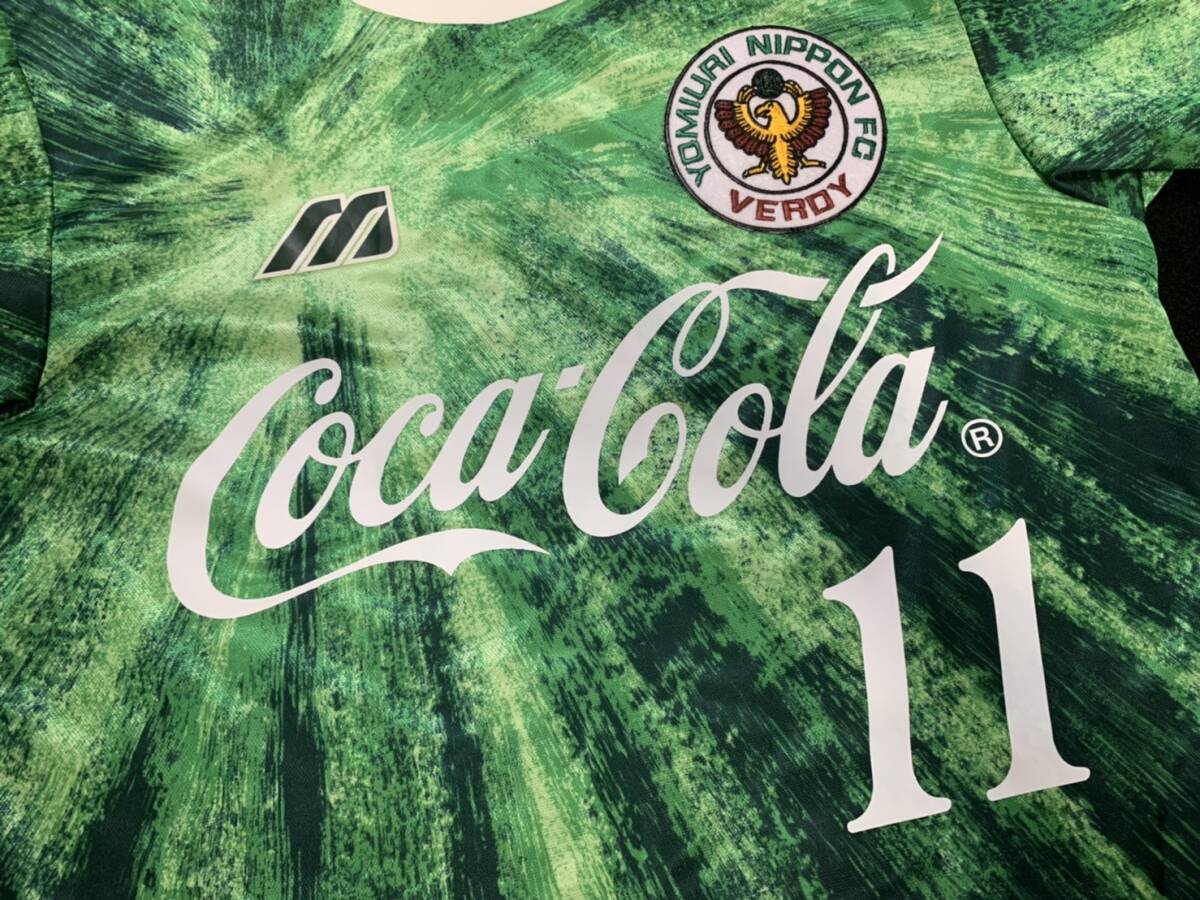 YOMIURI NIPPON FC
VERDY
Coca-Cola®
11